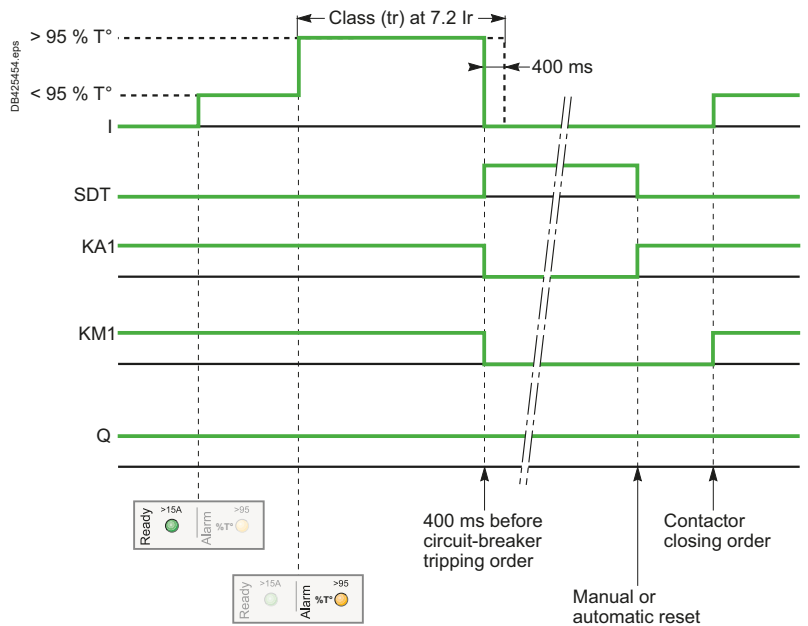 Class (tr) at 7.2 Ir
> 95 % T°
400 ms
< 95 % T°
I
DB425454.eps
SDT
KA1
KM1
Q
Ready
>15A
Alarm
%T°
>95
400 ms before
circuit-breaker
tripping order
Contactor
closing order
Ready
>15A
Alarm
%T°
>95
Manual or
automatic reset